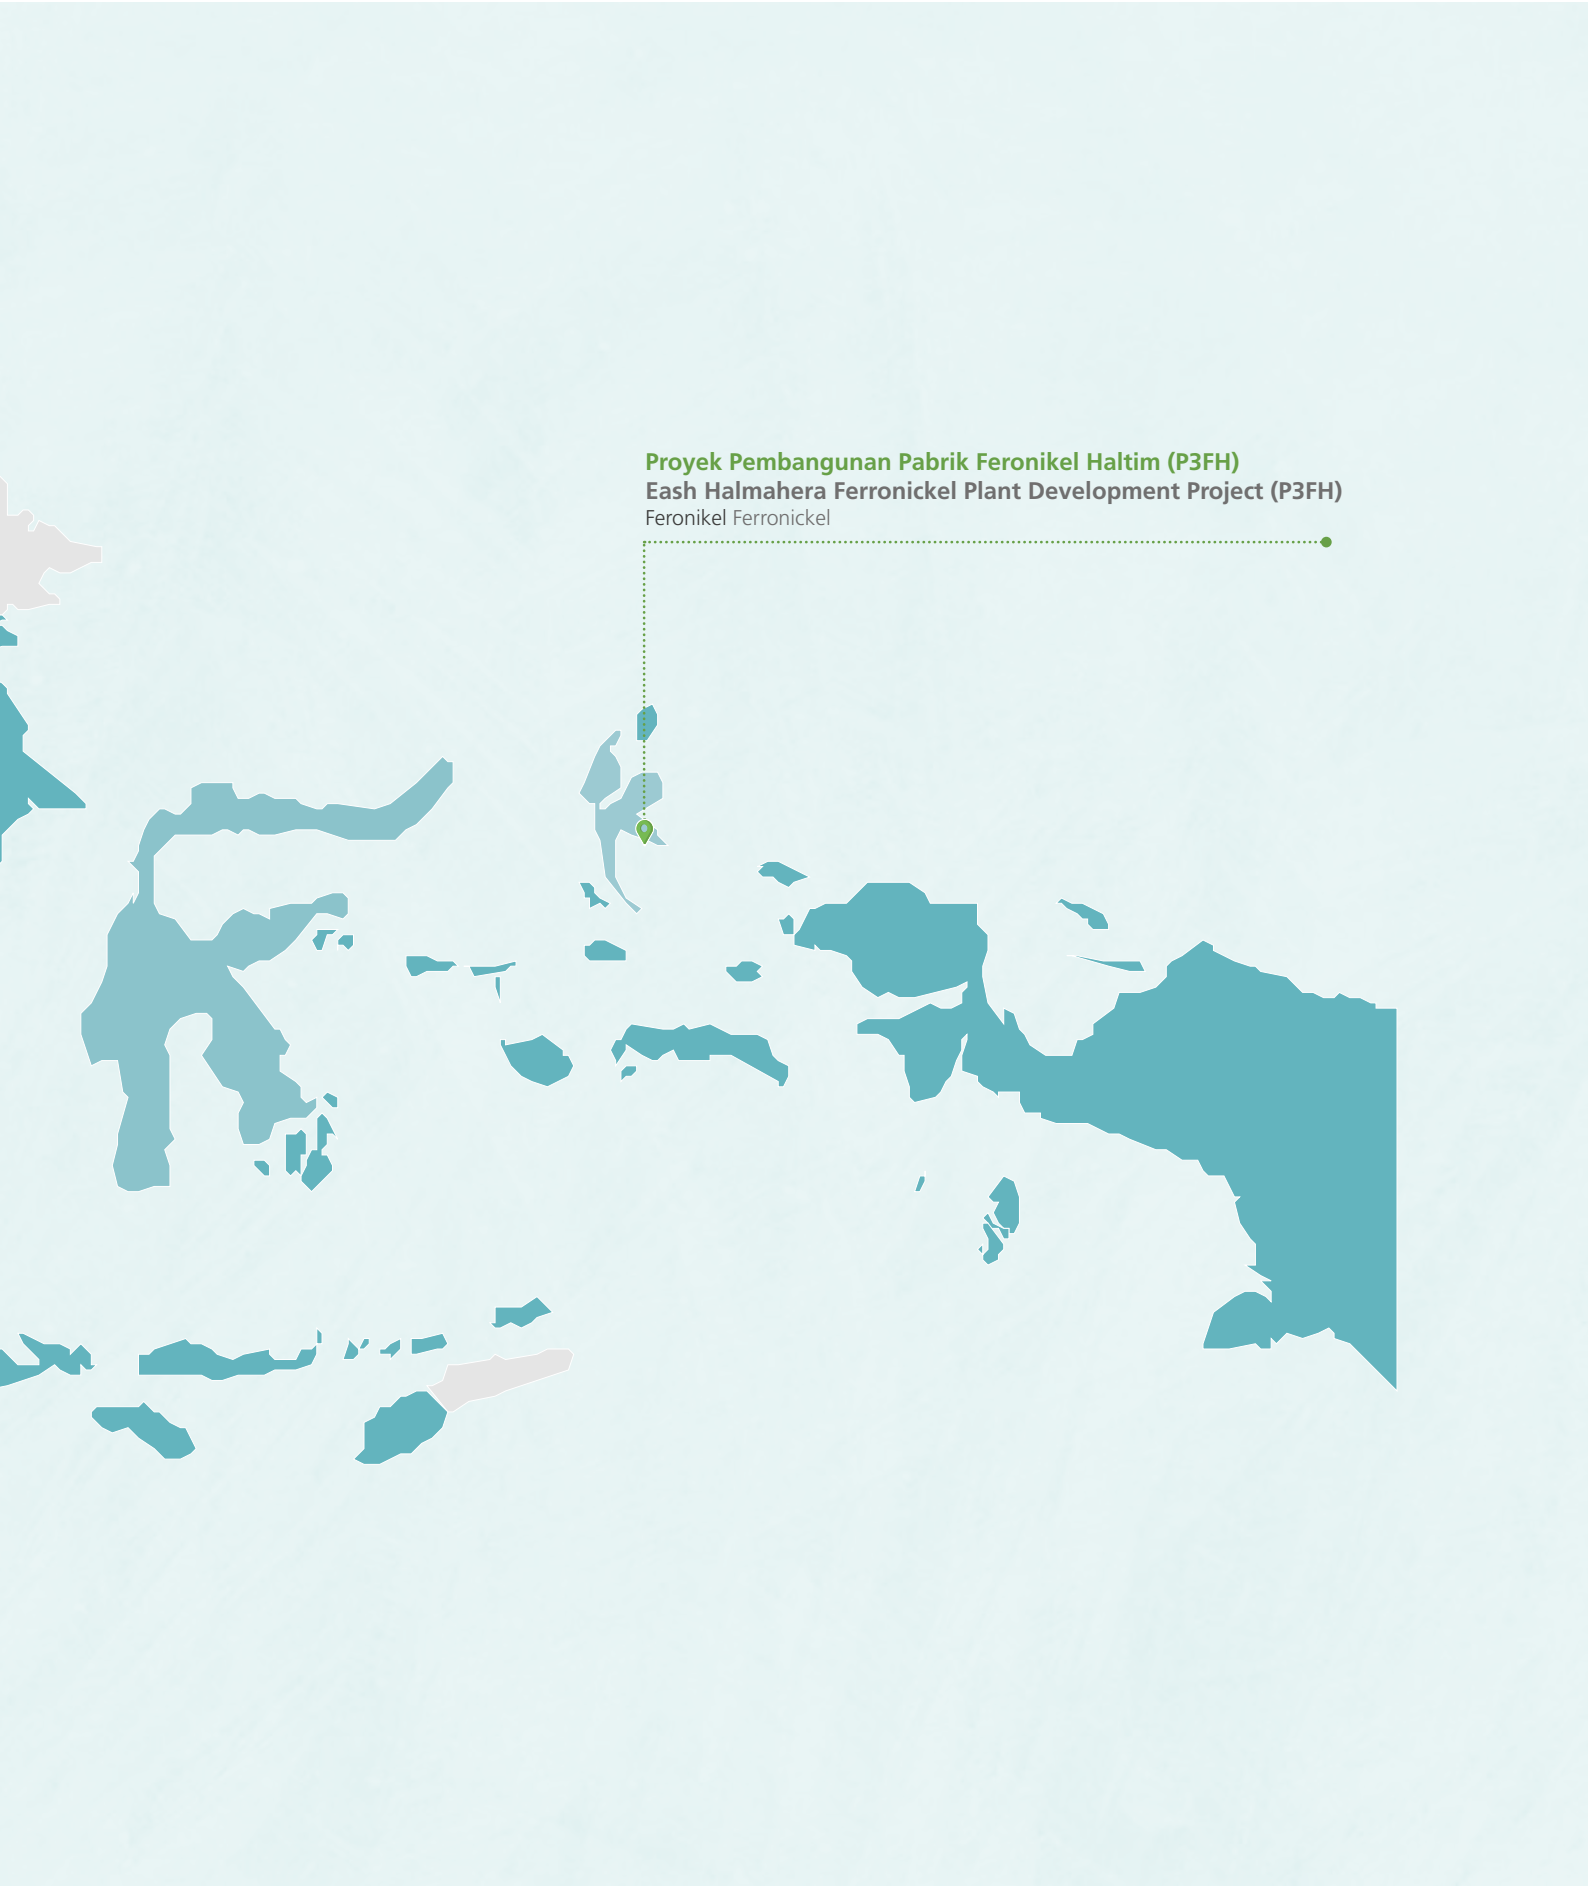 Proyek Pembangunan Pabrik Feronikel Haltim (P3FH)
Eash Halmahera Ferronickel Plant Development Project (P3FH)
Feronikel Ferronickel